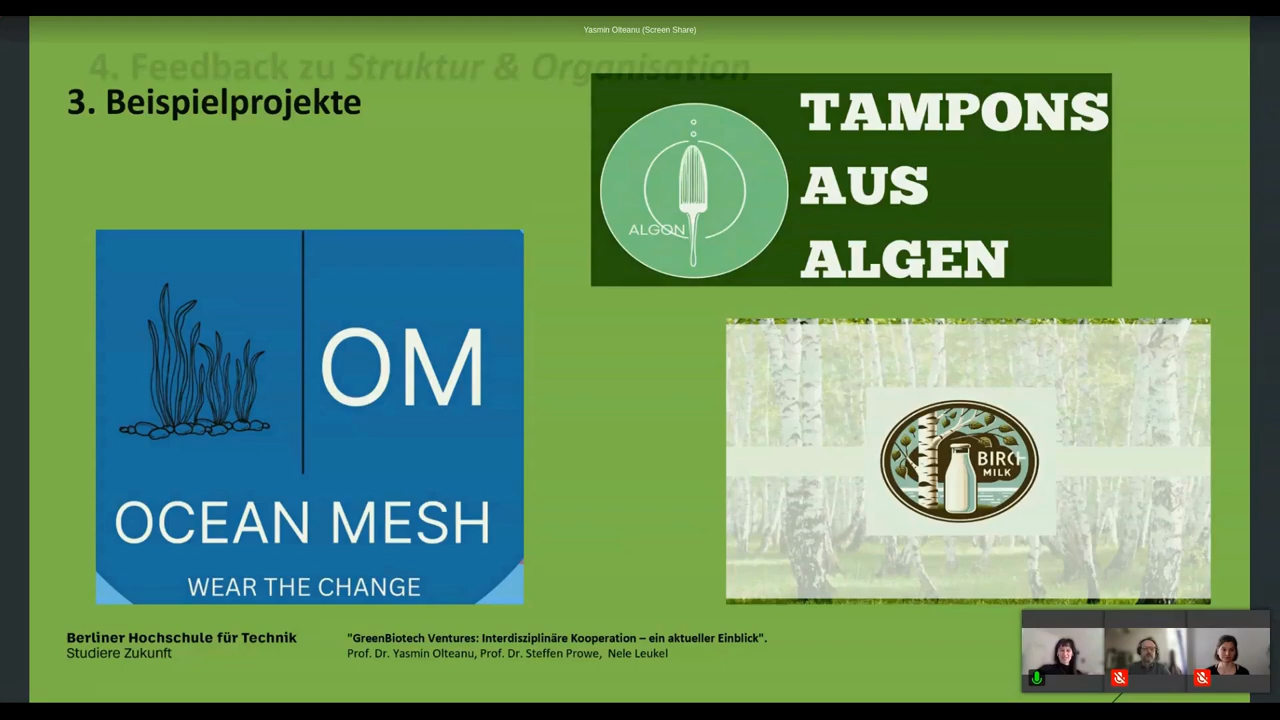 Yasmin Olteanu (Screen Share)
4. Feedback zu Struktur & Organisation
3. Beispielprojekte
TAMPONS
AUS
ALGEN
ALGON
OM
OCEAN MESH
WEAR THE CHANGE
BIRCH
MILK
Berliner Hochschule für Technik
Studiere Zukunft
"GreenBiotech Ventures: Interdisziplinäre Kooperation – ein aktueller Einblick".
Prof. Dr. Yasmin Olteanu, Prof. Dr. Steffen Prowe, Nele Leukel